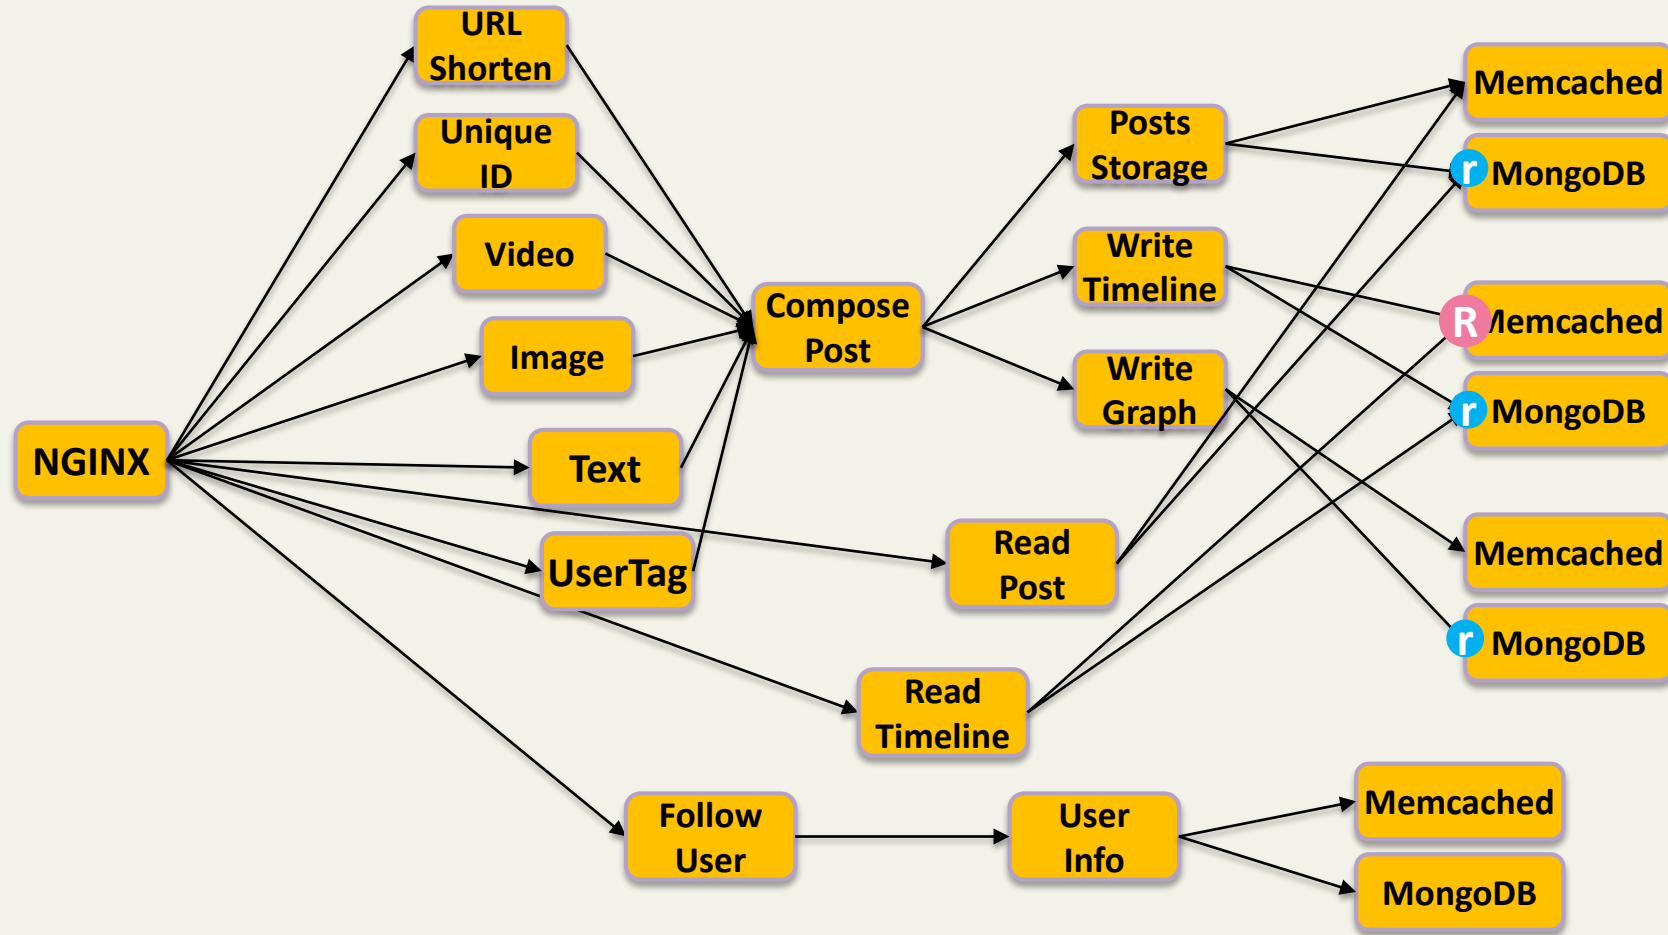 URL
Shorten
Unique
ID
Video
Image
NGINX
Text
UserTag
Compose
Post
Posts
Storage
Write
Timeline
Write
Graph
Read
Post
Read
Timeline
Follow
User
User
Info
Memcached
r MongoDB
R Memcached
r MongoDB
Memcached
r MongoDB
Memcached
MongoDB